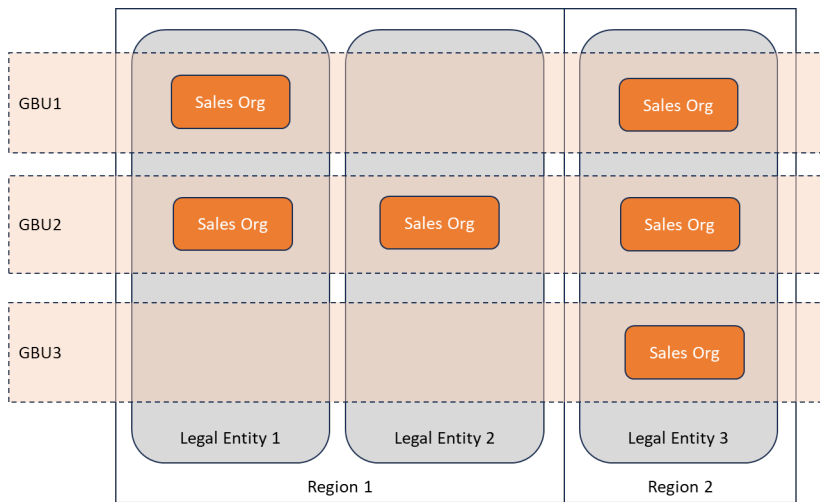 GBU1
Sales Org
Sales Org
GBU2
Sales Org
Sales Org
Sales Org
GBU3
Sales Org
Legal Entity 1
Legal Entity 2
Legal Entity 3
Region 1
Region 2